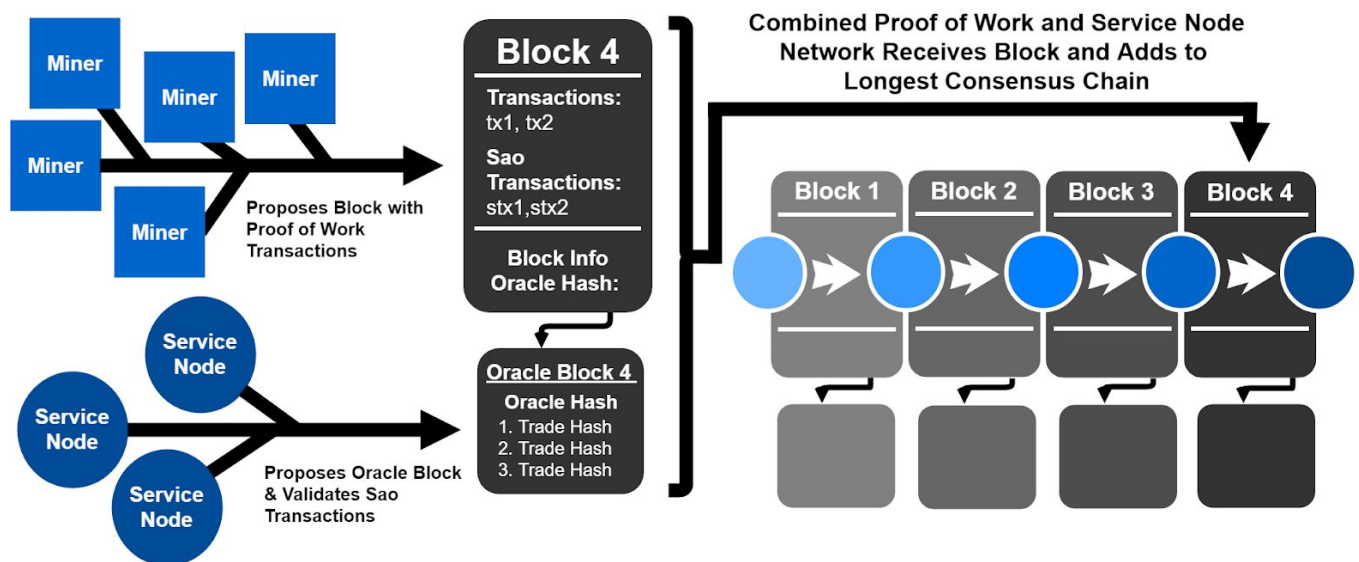 Miner
Miner
Miner
Miner
Miner
Proposes Block with
Proof of Work
Transactions
Service
Node
Service
Node
Service
Node
Proposes Oracle Block
& Validates Sao
Transactions
Block 4
Transactions:
tx1, tx2
Sao
Transactions:
stx1,stx2
Block Info
Oracle Hash:
Oracle Block 4
Oracle Hash
1. Trade Hash
2. Trade Hash
3. Trade Hash
Combined Proof of Work and Service Node
Network Receives Block and Adds to
Longest Consensus Chain
Block 1
Block 2
Block 3
Block 4